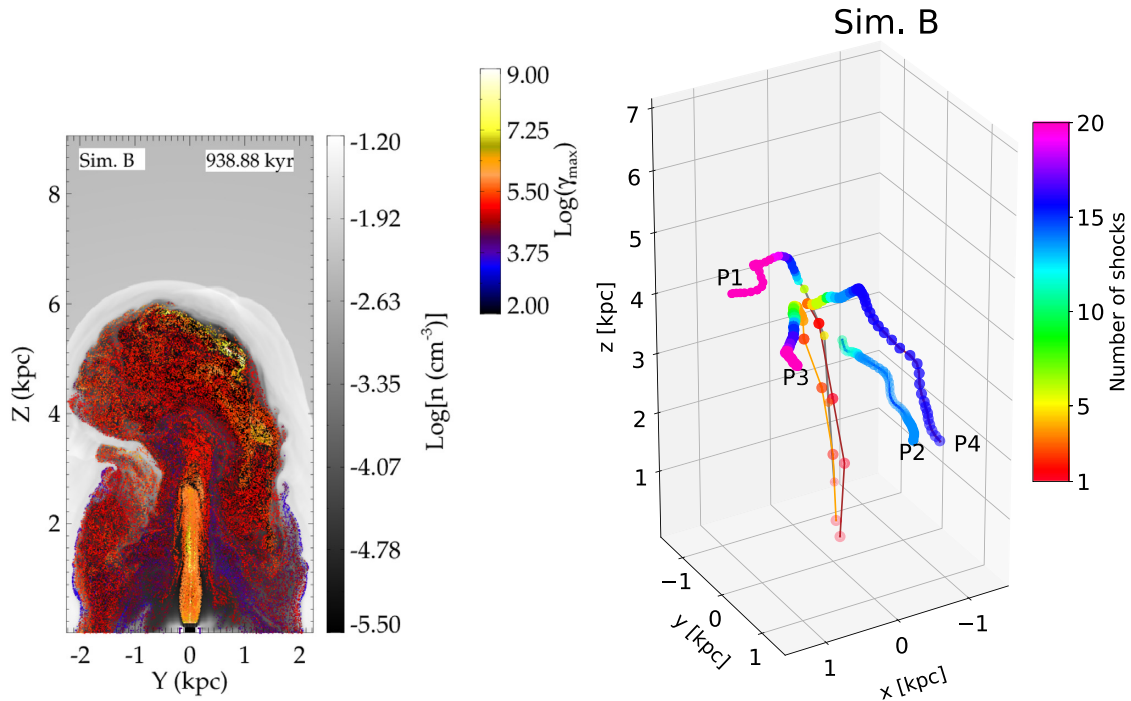 Sim. B
938.88 kyr
8
6
4
2
Z (kpc)
-2
-1
0
1
2
Y (kpc)
-1.20
-1.92
-2.63
-3.35
-4.07
-4.78
-5.50
Log[n (cm⁻³)]
9.00
7.25
5.50
3.75
2.00
Log(γmax)
Sim. B
7
6
5
4
3
2
1
z [kpc]
P1
P3
P2
P4
−1
0
1
y [kpc]
1
0
−1
x [kpc]
20
15
10
5
1
Number of shocks